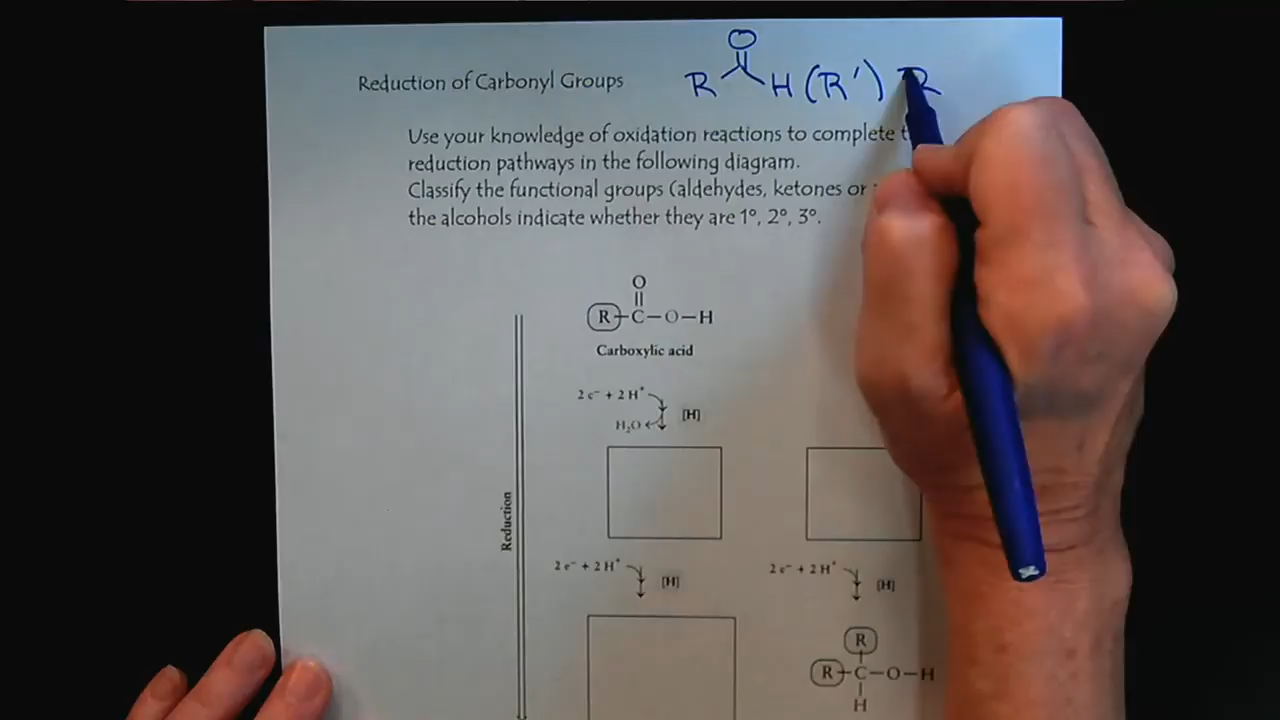 O
R H (R') R
Reduction of Carbonyl Groups
Use your knowledge of oxidation reactions to complete
reduction pathways in the following diagram.
Classify the functional groups (aldehydes, ketones or
the alcohols indicate whether they are 1°, 2°, 3°.
O
R–C–O–H
Carboxylic acid
2 e⁻ + 2 H⁺
[H]
H₂O
Reduction
2 e⁻ + 2 H⁺
[H]
2 e⁻ + 2 H⁺
[H]
R
R–C–O–H
H